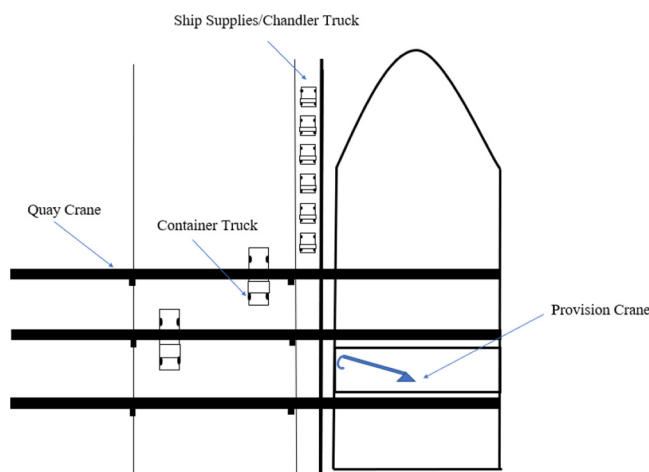 Ship Supplies/Chandler Truck
Quay Crane
Container Truck
Provision Crane